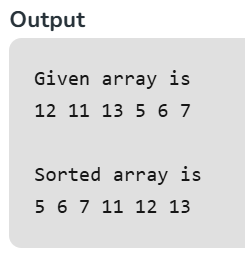 Output
Given array is
12 11 13 5 6 7
Sorted array is
5 6 7 11 12 13